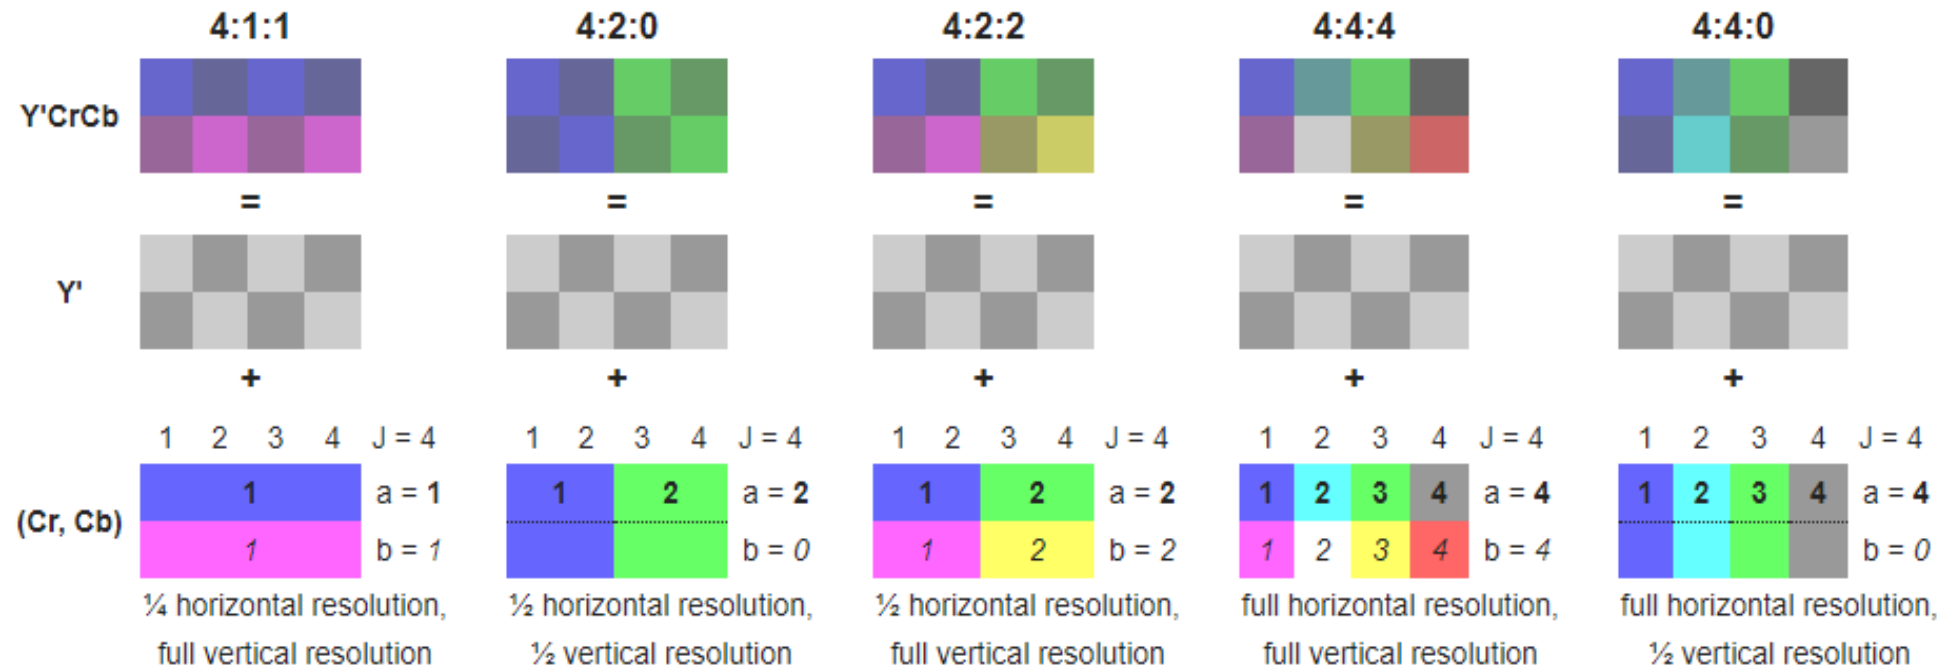 4:1:1 4:2:0 4:2:2 4:4:4 4:4:0
Y'CrCb
= = = = =
Y'
+ + + + +
1 2 3 4 J = 4 1 2 3 4 J = 4 1 2 3 4 J = 4 1 2 3 4 J = 4 1 2 3 4 J = 4
1 a = 1 1 2 a = 2 1 2 a = 2 1 2 3 4 a = 4 1 2 3 4 a = 4
(Cr, Cb)
1 b = 1 b = 0 1 2 b = 2 1 2 3 4 b = 4 b = 0
¼ horizontal resolution, ½ horizontal resolution, ½ horizontal resolution, full horizontal resolution, full horizontal resolution,
full vertical resolution ½ vertical resolution full vertical resolution full vertical resolution ½ vertical resolution